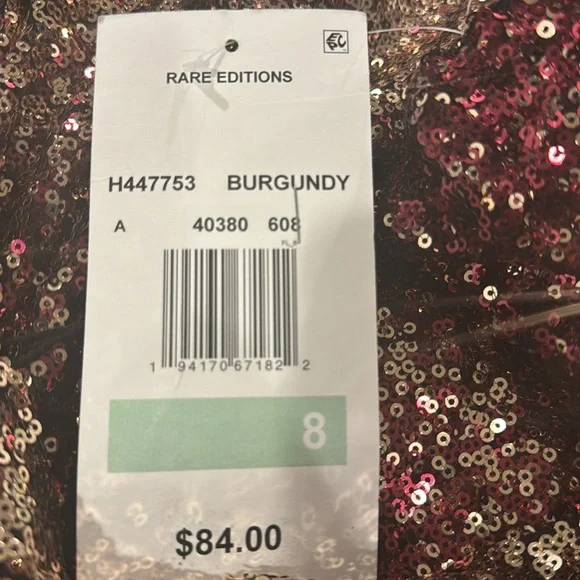 RARE EDITIONS
H447753 BURGUNDY
A 40380 608
1 94170 67182 2
8
$84.00